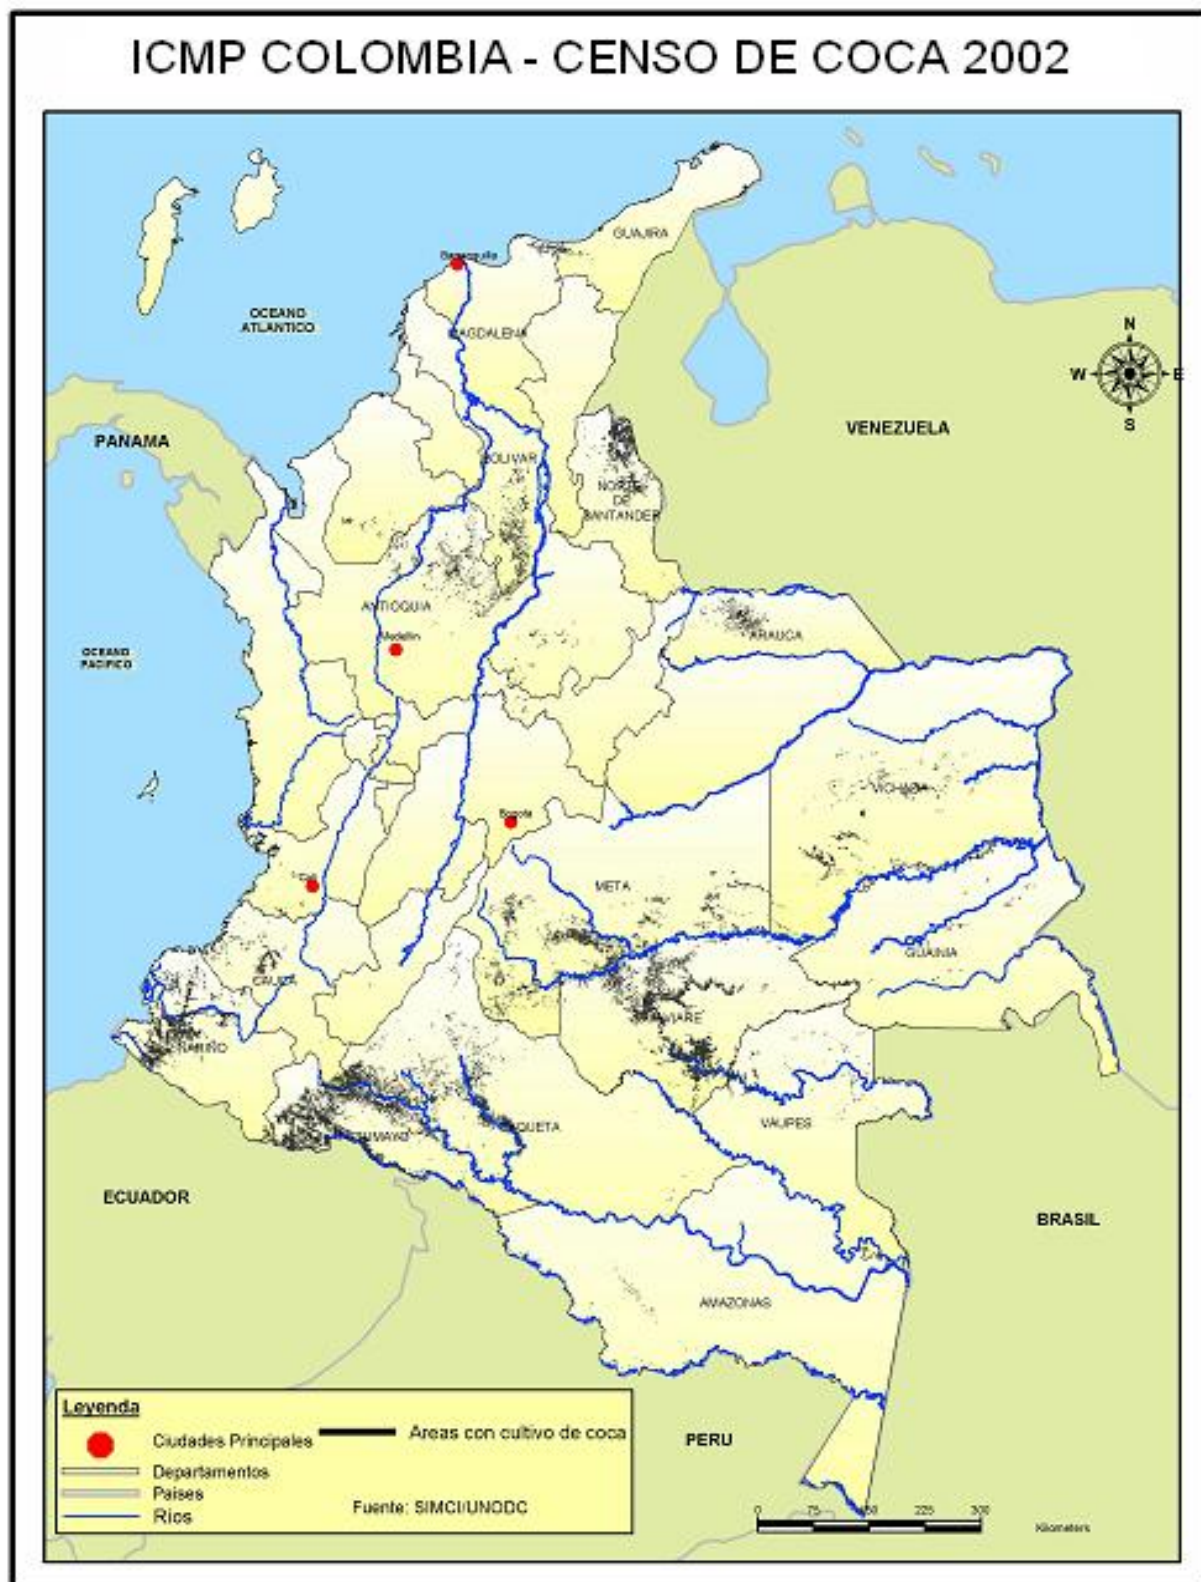 ICMP COLOMBIA - CENSO DE COCA 2002
GUAJIRA
Barranquilla
OCEANO
ATLANTICO
MAGDALENA
N
W
E
S
PANAMA
VENEZUELA
BOLIVAR
NORTE
DE
SANTANDER
ANTIOQUIA
Medellin
ARAUCA
OCEANO
PACIFICO
VICHADA
Bogota
META
GUAINIA
CAUCA
GUAVIARE
NARIÑO
VAUPES
CAQUETA
PUTUMAYO
ECUADOR
BRASIL
AMAZONAS
PERU
Leyenda
Ciudades Principales
Areas con cultivo de coca
Departamentos
Paises
Rios
Fuente: SIMCI/UNODC
0 75 150 225 300
Kilometers